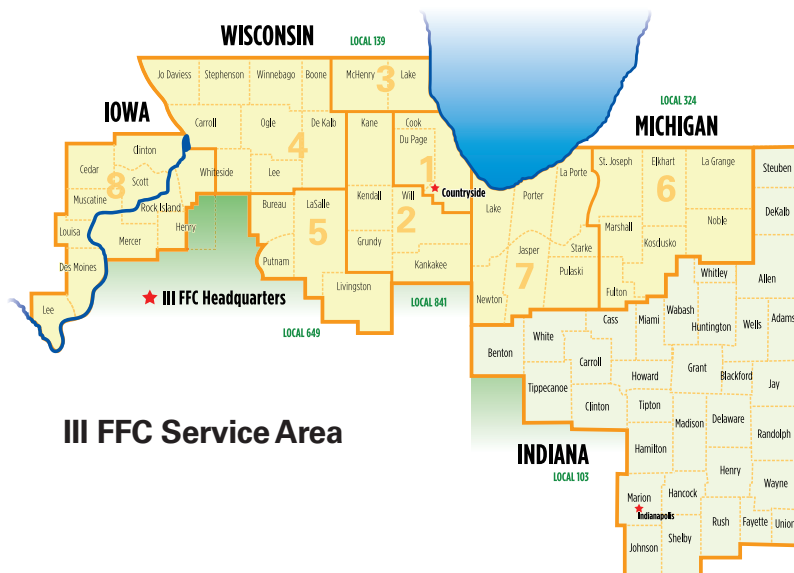 WISCONSIN
LOCAL 139
Jo Daviess
Stephenson
Winnebago
Boone
McHenry
Lake
3
LOCAL 324
MICHIGAN
IOWA
Carroll
Ogle
De Kalb
4
Kane
Cook
Du Page
1
Countryside
Clinton
Cedar
8
Scott
Whiteside
Lee
Muscatine
Rock Island
Henry
Mercer
Louisa
Des Moines
Lee
Bureau
LaSalle
5
Putnam
Livingston
Kendall
Will
2
Grundy
Kankakee
St. Joseph
Elkhart
La Grange
6
Steuben
La Porte
Porter
Lake
Marshall
Noble
DeKalb
Kosdusko
Starke
Jasper
7
Pulaski
Fulton
Newton
Whitley
Allen
III FFC Headquarters
LOCAL 841
LOCAL 649
Cass
Miami
Wabash
Huntington
Wells
Adams
Benton
White
Carroll
Howard
Grant
Blackford
Jay
Tippecanoe
Clinton
Tipton
Madison
Delaware
Randolph
III FFC Service Area
INDIANA
LOCAL 103
Hamilton
Henry
Wayne
Marion
Indianapolis
Hancock
Rush
Fayette
Union
Johnson
Shelby